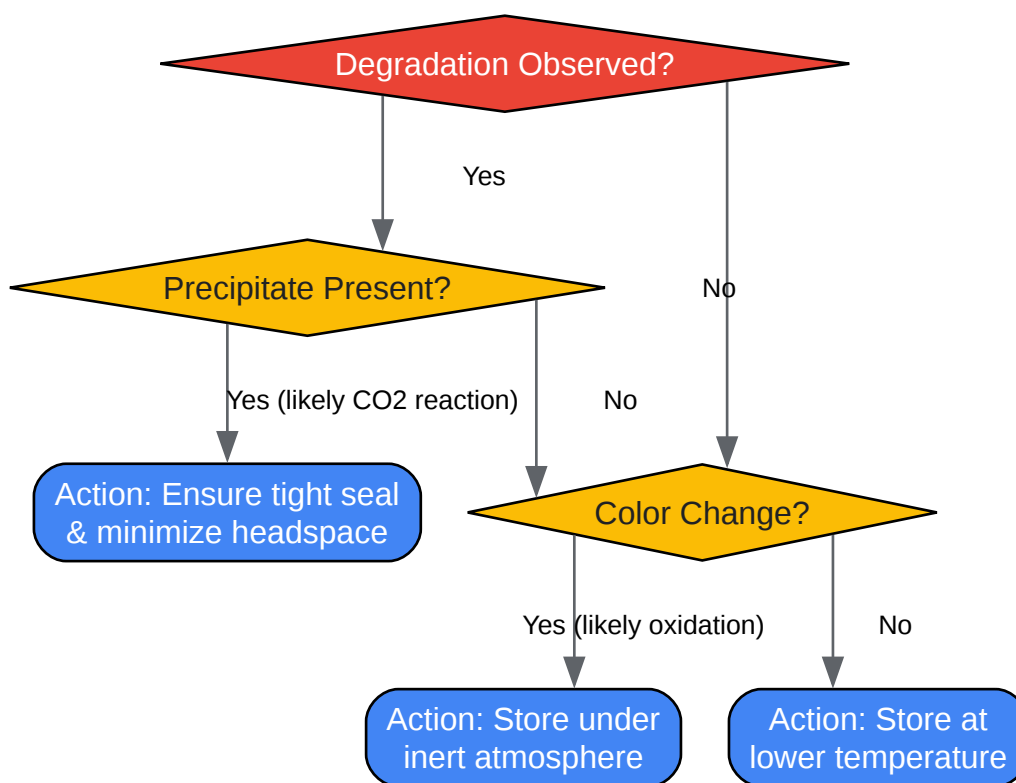 Degradation Observed?
Yes
Precipitate Present?
No
Yes (likely CO2 reaction)
No
Action: Ensure tight seal
& minimize headspace
Color Change?
Yes (likely oxidation)
No
Action: Store under
inert atmosphere
Action: Store at
lower temperature